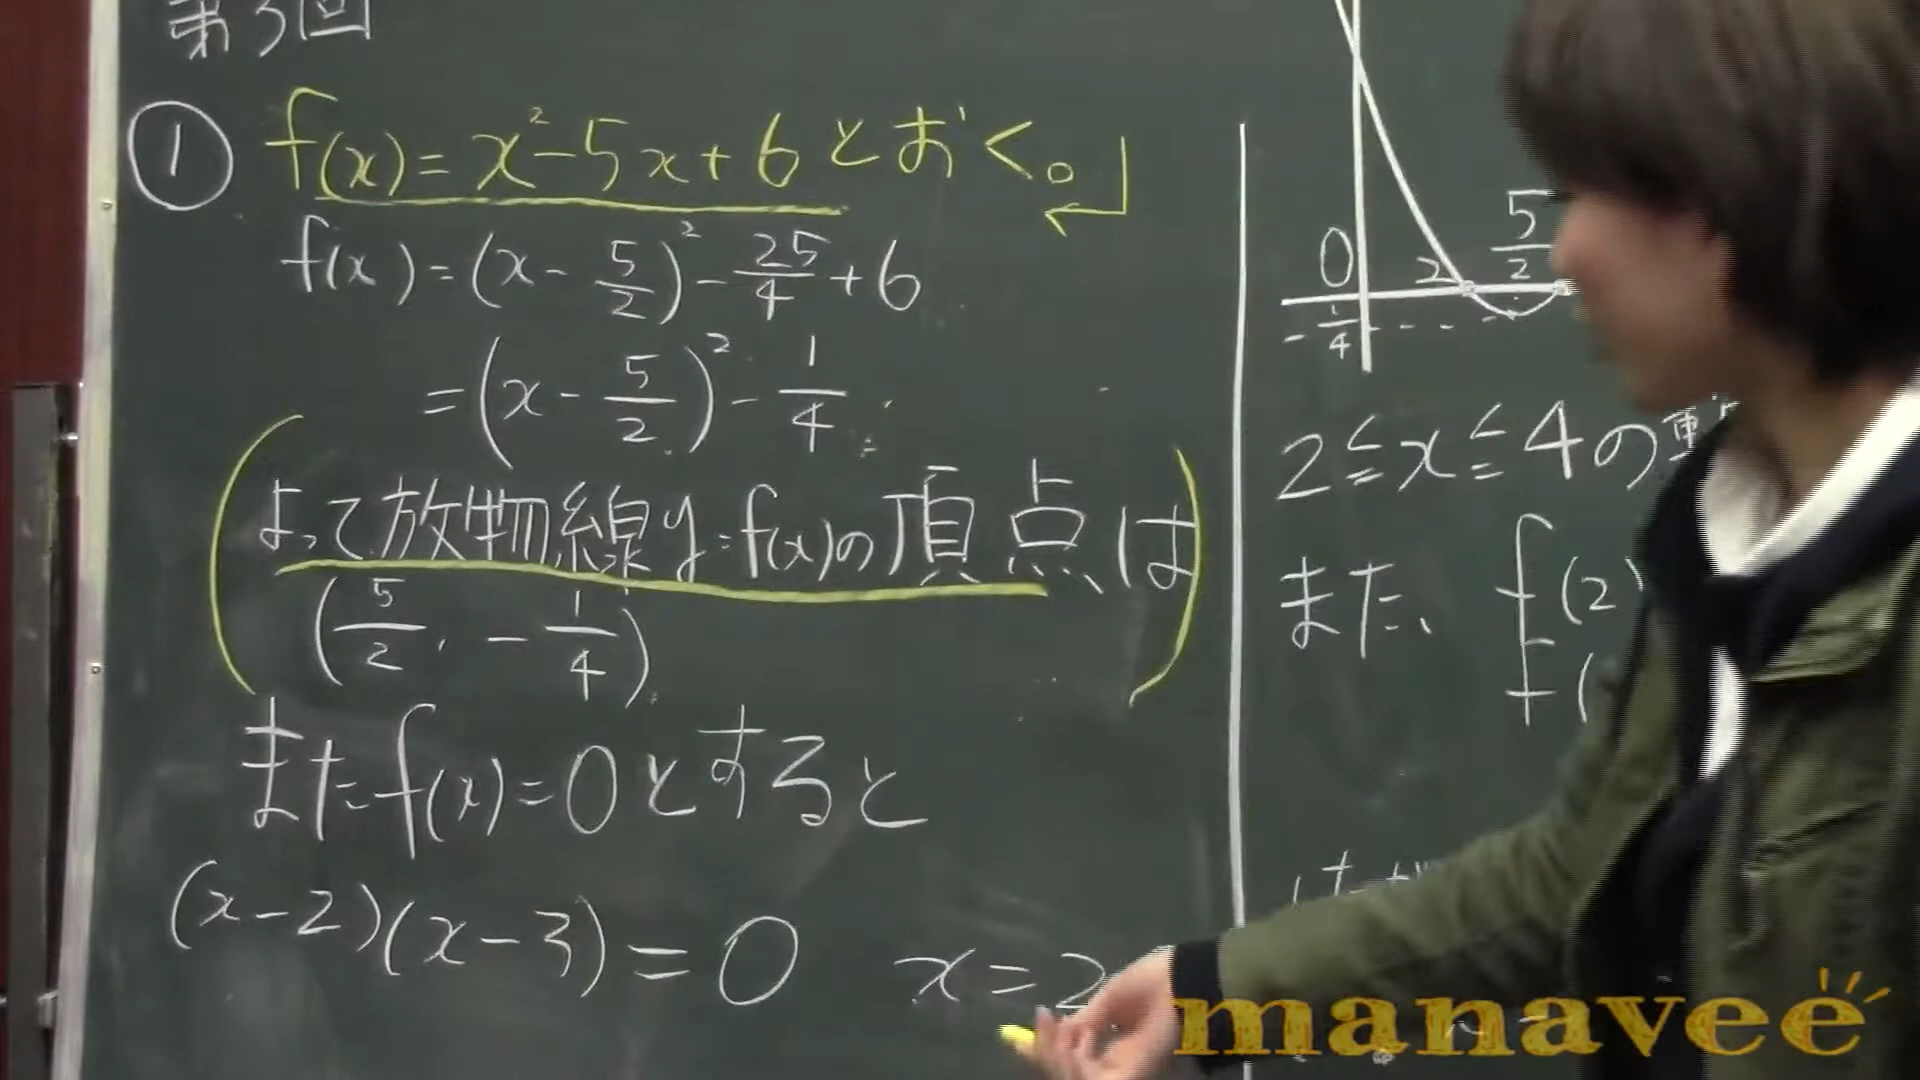 第3回
① f(x)=x²-5x+6とおく。
f(x)=(x-5/2)²-25/4+6
=(x-5/2)²-1/4
(よって放物線y=f(x)の頂点は
(5/2, -1/4))
またf(x)=0とすると
(x-2)(x-3)=0 x=2
0 2 5/2
-1/4
2≦x≦4の
また、f(2)
f(
manavee